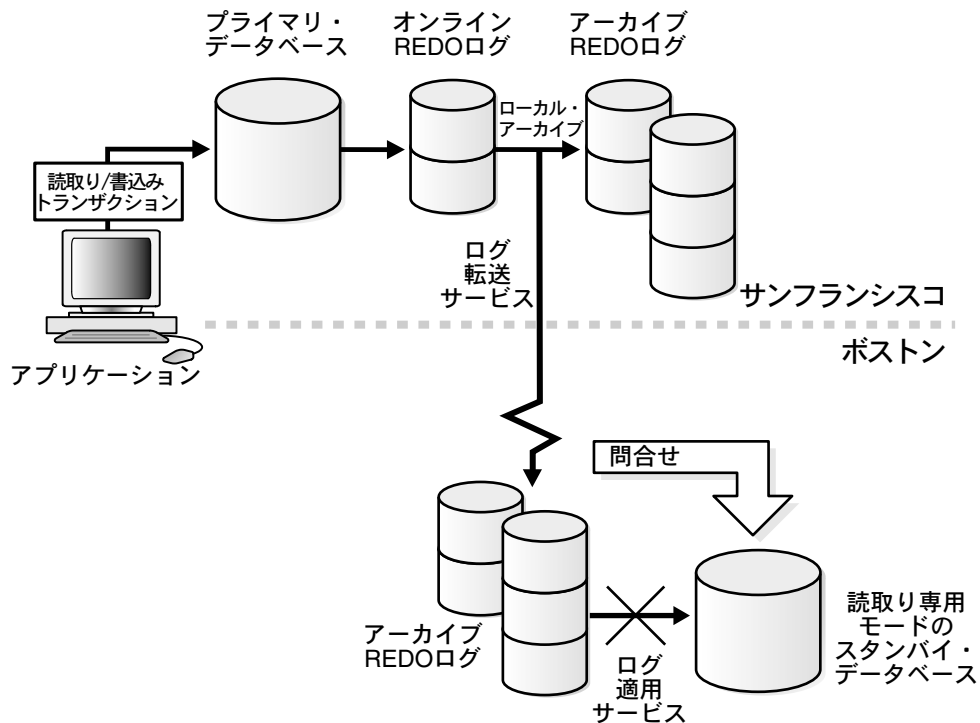 プライマリ・
データベース
オンライン
REDOログ
アーカイブ
REDOログ
ローカル・
アーカイブ
読取り/書込み
トランザクション
ログ
転送
サービス
サンフランシスコ
ボストン
アプリケーション
問合せ
アーカイブ
REDOログ
ログ
適用
サービス
読取り専用
モードの
スタンバイ・
データベース